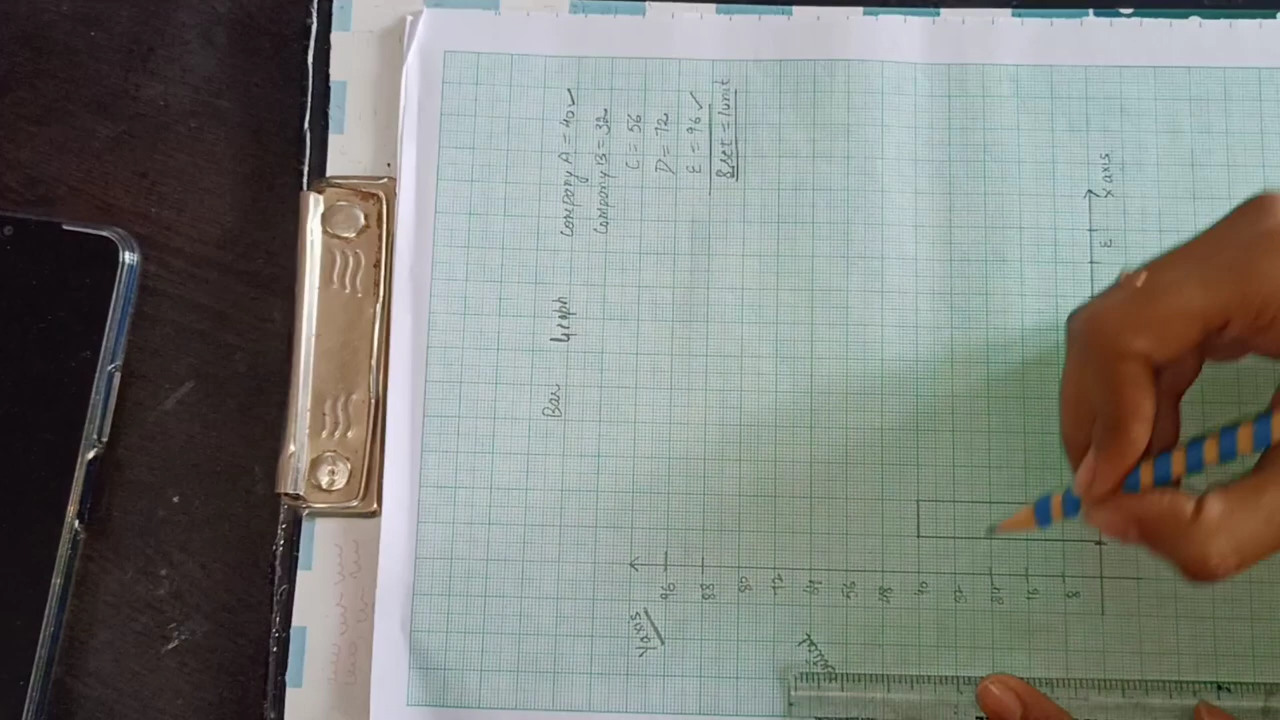 Bar Graph
Company A = 40 ✓
Company B = 32
C = 56
D = 72
E = 96 ✓
8 sct = 1 unit
Y axis
96
88
80
72
64
56
48
40
32
24
16
8
E
X axis